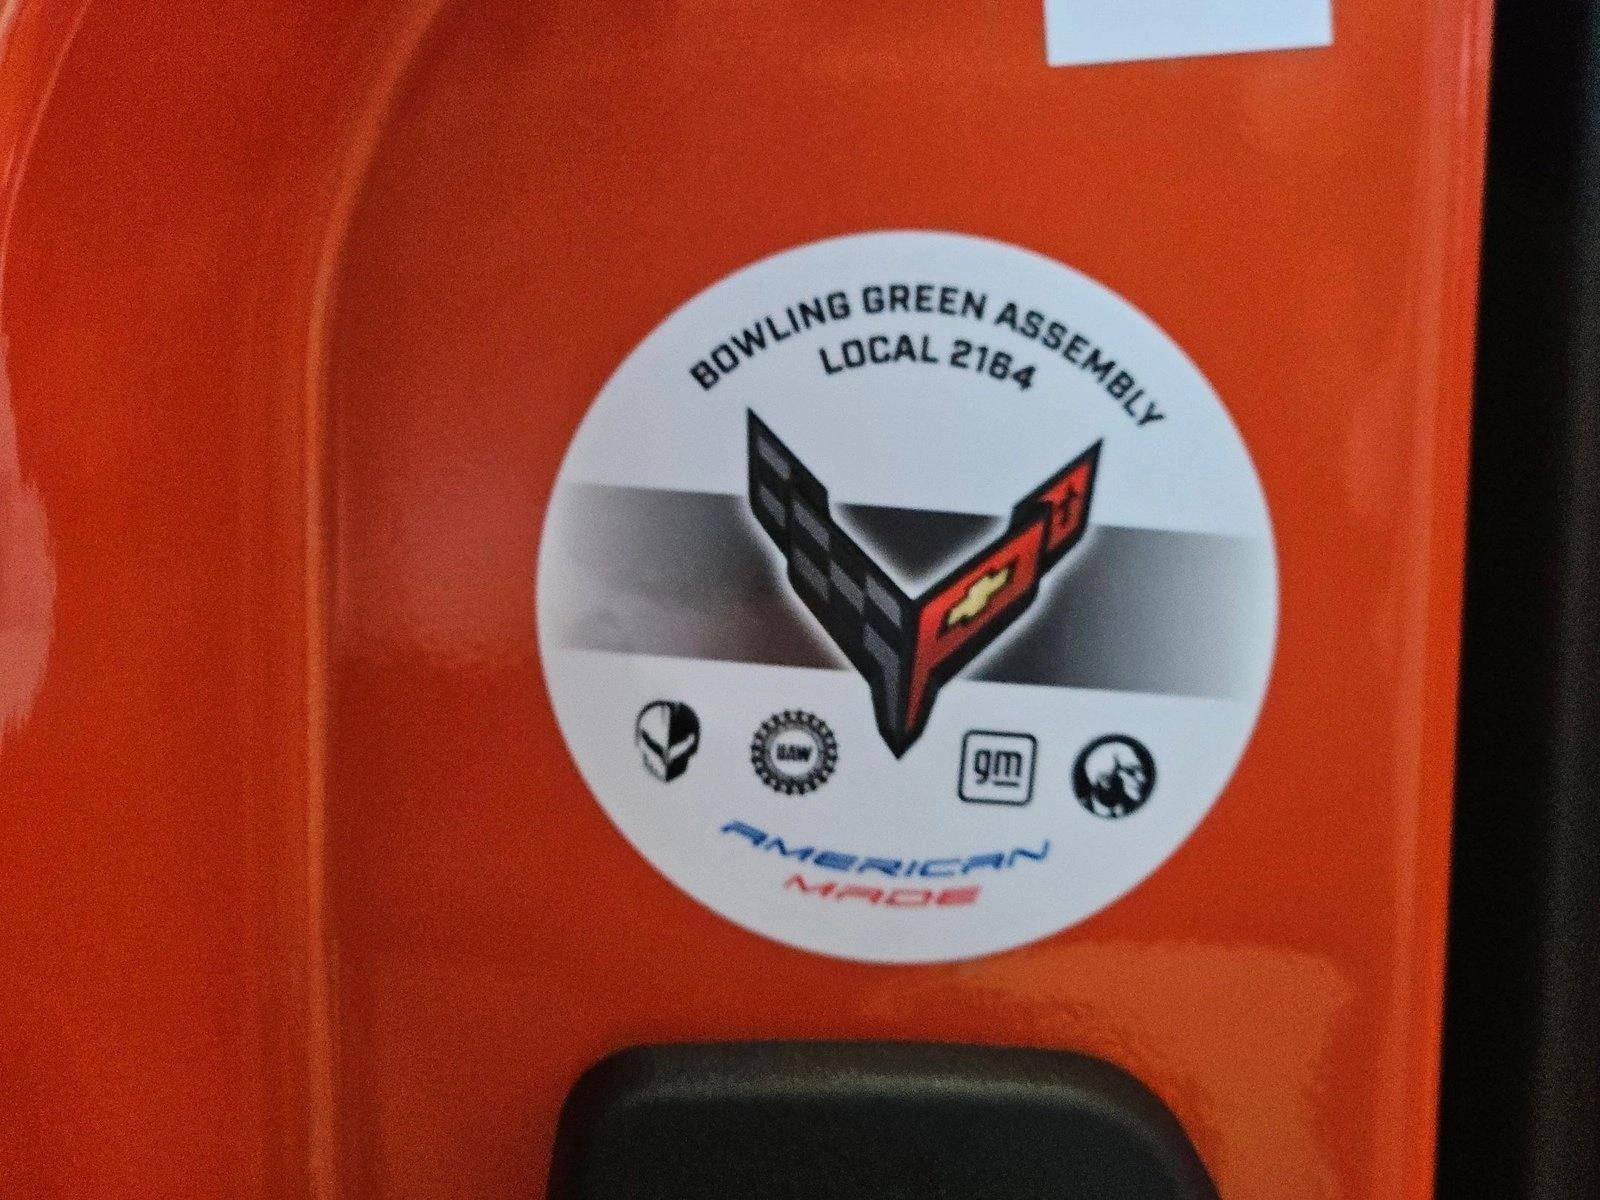 BOWLING GREEN ASSEMBLY
LOCAL 2164
UAW
gm
AMERICAN
MADE